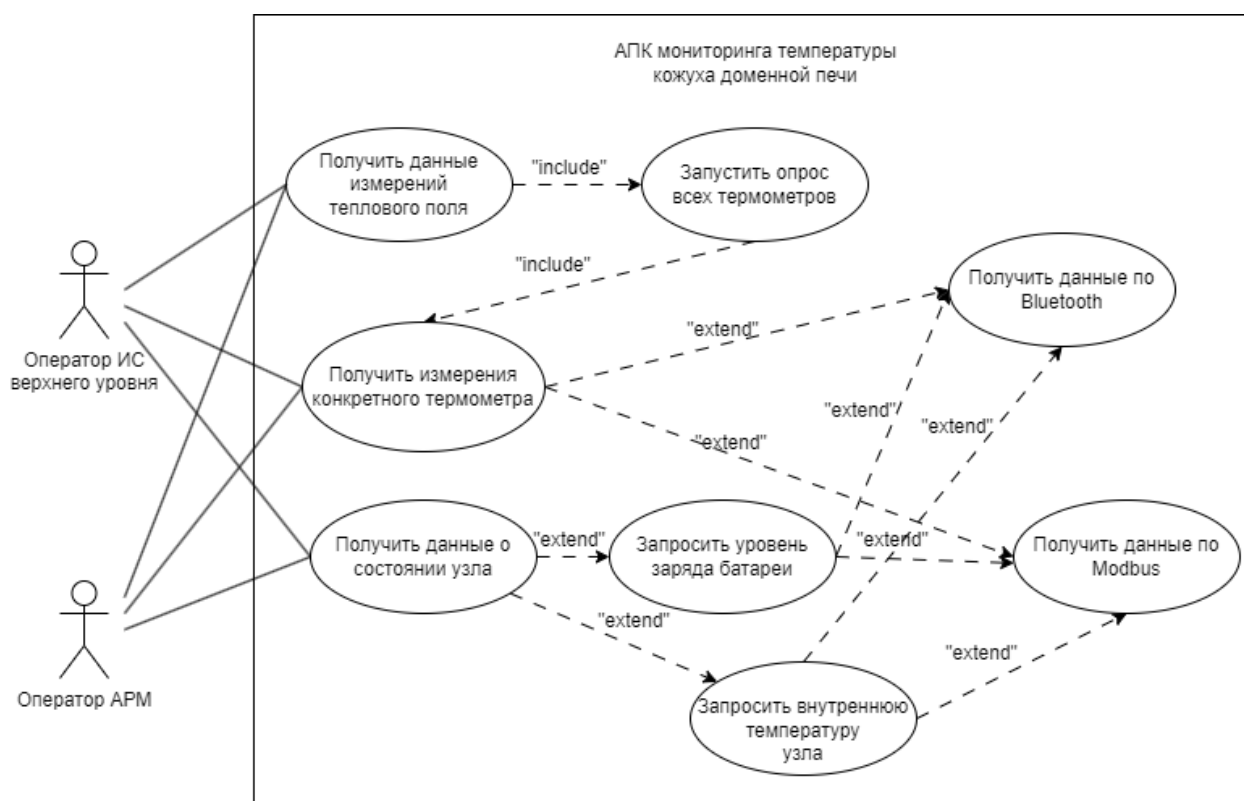 АПК мониторинга температуры
кожуха доменной печи
Получить данные
измерений
теплового поля
"include"
Запустить опрос
всех термометров
"include"
Получить данные по
Bluetooth
Оператор ИС
верхнего уровня
"extend"
Получить измерения
конкретного термометра
"extend"
"extend"
"extend"
Получить данные о
состоянии узла
"extend"
Запросить уровень
заряда батареи
"extend"
Получить данные по
Modbus
"extend"
"extend"
Оператор АРМ
Запросить внутреннюю
температуру
узла